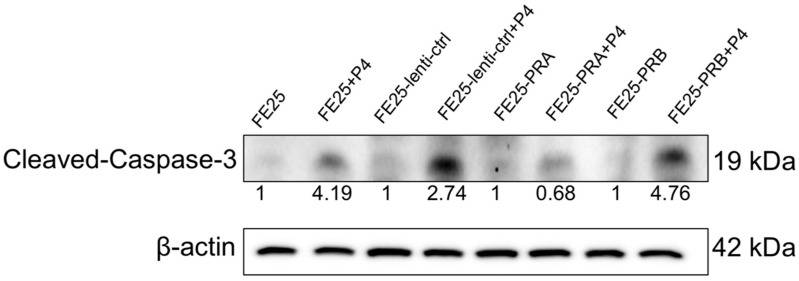 FE25
FE25+P4
FE25-lenti-ctrl
FE25-lenti-ctrl+P4
FE25-PRA
FE25-PRA+P4
FE25-PRB
FE25-PRB+P4
Cleaved-Caspase-3 19 kDa
1 4.19 1 2.74 1 0.68 1 4.76
β-actin 42 kDa